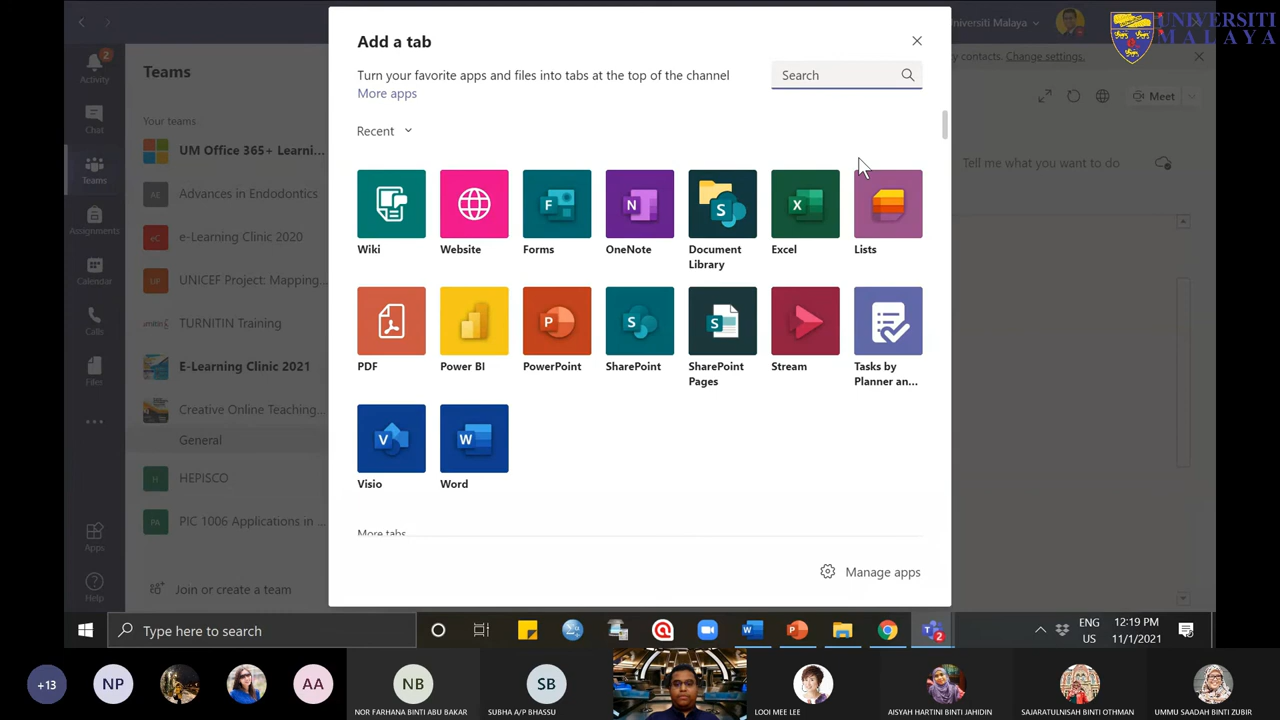 Add a tab
Turn your favorite apps and files into tabs at the top of the channel
More apps
Search
Recent
Wiki
Website
Forms
OneNote
Document
Library
Excel
Lists
PDF
Power BI
PowerPoint
SharePoint
SharePoint
Pages
Stream
Tasks by
Planner an...
Visio
Word
More tabs
Manage apps
2
Activity
Chat
Teams
Assignments
Calendar
Calls
Files
Apps
Help
Teams
Your teams
UM Office 365+ Learni...
AZ Advances in Endodontics
eC e-Learning Clinic 2020
UP UNICEF Project: Mapping...
TURNITIN Training
E-Learning Clinic 2021
Creative Online Teaching...
General
H HEPISCO
PA PIC 1006 Applications in ...
Join or create a team
niversiti Malaya
UNIVERSITI
MALAYA
y contacts. Change settings.
Meet
Tell me what you want to do
Type here to search
2
ENG
US
12:19 PM
11/1/2021
+13
NP
AA
NB
NOR FARHANA BINTI ABU BAKAR
SB
SUBHA A/P BHASSU
LOOI MEE LEE
AISYAH HARTINI BINTI JAHIDIN
SAJARATULNISAH BINTI OTHMAN
UMMU SAADAH BINTI ZUBIR